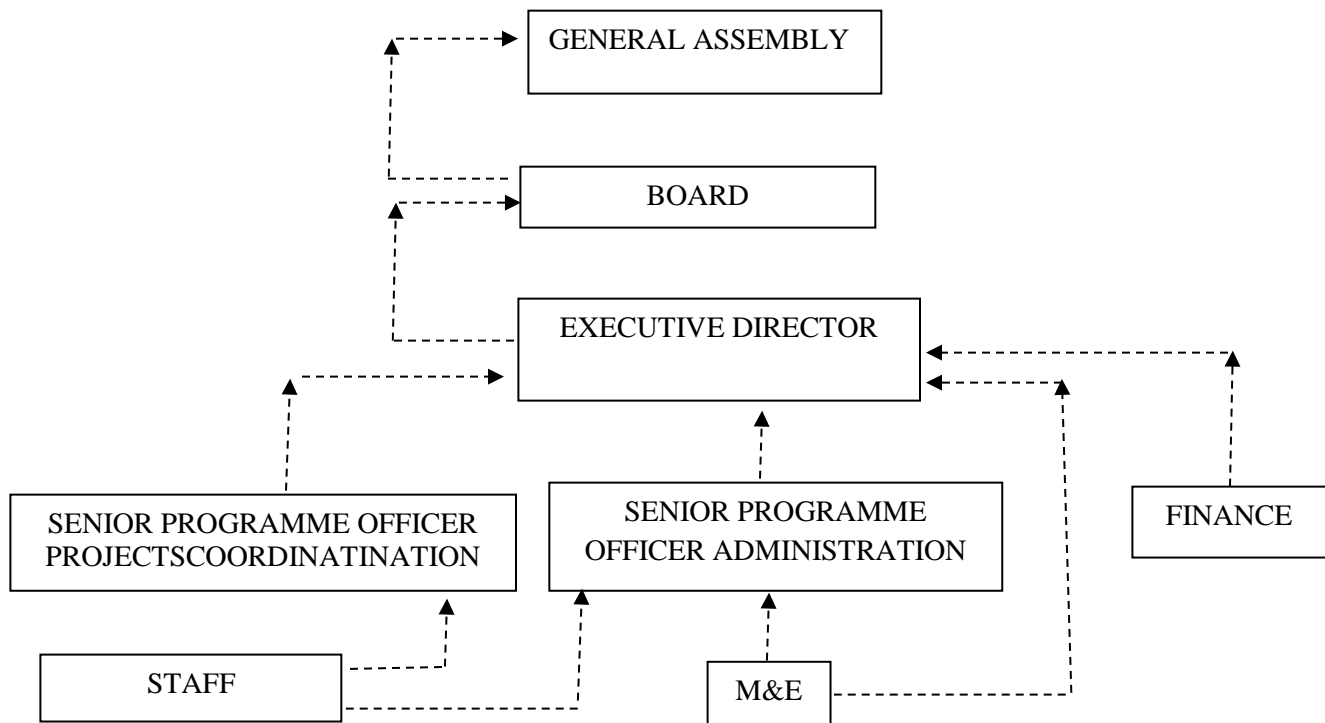 GENERAL ASSEMBLY
BOARD
EXECUTIVE DIRECTOR
SENIOR PROGRAMME OFFICER
PROJECTSCOORDINATINATION
SENIOR PROGRAMME
OFFICER ADMINISTRATION
FINANCE
STAFF
M&E